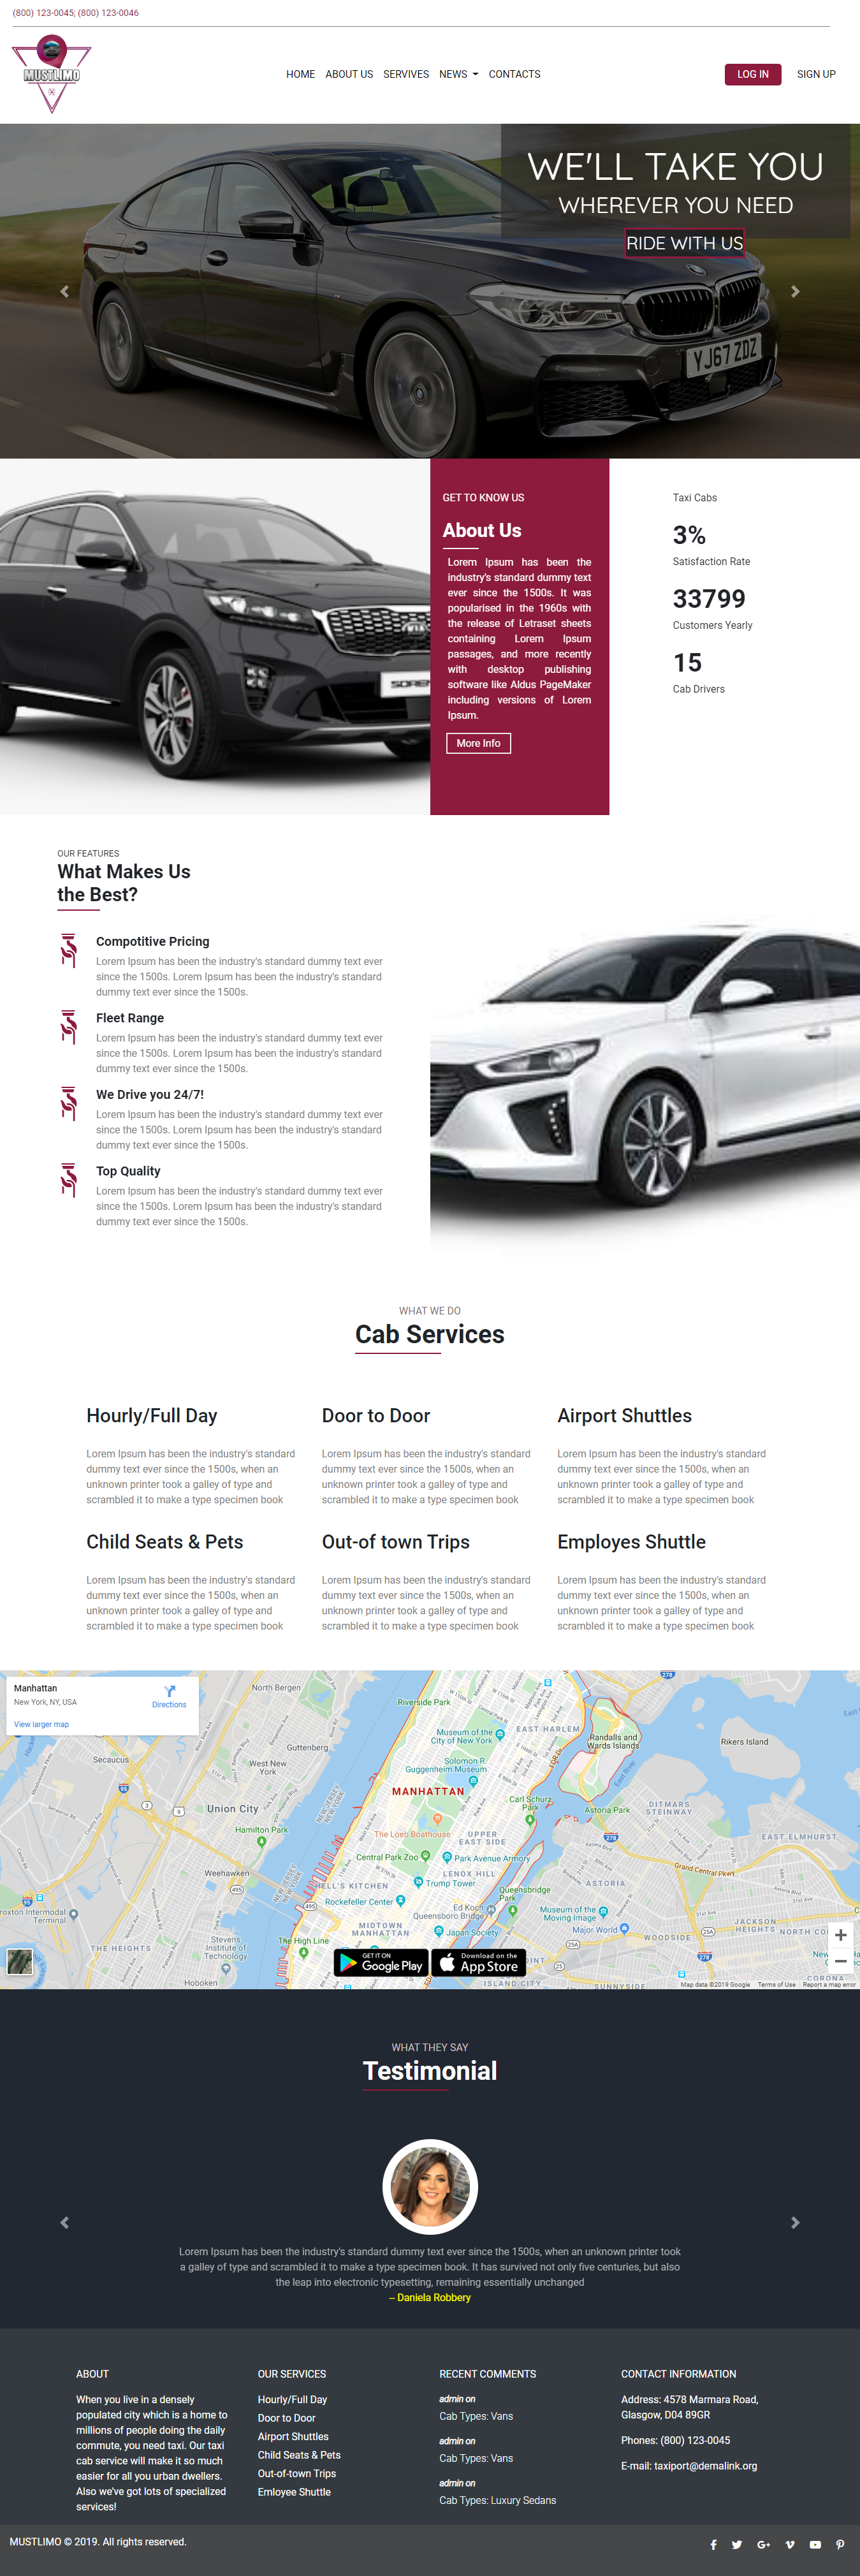 (800) 123-0045; (800) 123-0046
MUSTLIMO
HOME ABOUT US SERVIVES NEWS CONTACTS
LOG IN SIGN UP
WE'LL TAKE YOU
WHEREVER YOU NEED
RIDE WITH US
YJ67 ZDZ
GET TO KNOW US
About Us
Lorem Ipsum has been the
industry's standard dummy text
ever since the 1500s. It was
popularised in the 1960s with
the release of Letraset sheets
containing Lorem Ipsum
passages, and more recently
with desktop publishing
software like Aldus PageMaker
including versions of Lorem
Ipsum.
More Info
Taxi Cabs
3%
Satisfaction Rate
33799
Customers Yearly
15
Cab Drivers
OUR FEATURES
What Makes Us
the Best?
Compotitive Pricing
Lorem Ipsum has been the industry's standard dummy text ever
since the 1500s. Lorem Ipsum has been the industry's standard
dummy text ever since the 1500s.
Fleet Range
Lorem Ipsum has been the industry's standard dummy text ever
since the 1500s. Lorem Ipsum has been the industry's standard
dummy text ever since the 1500s.
We Drive you 24/7!
Lorem Ipsum has been the industry's standard dummy text ever
since the 1500s. Lorem Ipsum has been the industry's standard
dummy text ever since the 1500s.
Top Quality
Lorem Ipsum has been the industry's standard dummy text ever
since the 1500s. Lorem Ipsum has been the industry's standard
dummy text ever since the 1500s.
WHAT WE DO
Cab Services
Hourly/Full Day
Lorem Ipsum has been the industry's standard
dummy text ever since the 1500s, when an
unknown printer took a galley of type and
scrambled it to make a type specimen book
Door to Door
Lorem Ipsum has been the industry's standard
dummy text ever since the 1500s, when an
unknown printer took a galley of type and
scrambled it to make a type specimen book
Airport Shuttles
Lorem Ipsum has been the industry's standard
dummy text ever since the 1500s, when an
unknown printer took a galley of type and
scrambled it to make a type specimen book
Child Seats & Pets
Lorem Ipsum has been the industry's standard
dummy text ever since the 1500s, when an
unknown printer took a galley of type and
scrambled it to make a type specimen book
Out-of town Trips
Lorem Ipsum has been the industry's standard
dummy text ever since the 1500s, when an
unknown printer took a galley of type and
scrambled it to make a type specimen book
Employes Shuttle
Lorem Ipsum has been the industry's standard
dummy text ever since the 1500s, when an
unknown printer took a galley of type and
scrambled it to make a type specimen book
Manhattan
New York, NY, USA
Directions
View larger map
North Bergen
Riverside Park
Museum of the
City of New York
EAST HARLEM
Randalls and
Wards Islands
Rikers Island
Guttenberg
Secaucus
West New
York
Solomon R.
Guggenheim Museum
MANHATTAN
Carl Schurz
Park
East River
Astoria Park
DITMARS
STEINWAY
Union City
Hamilton Park
The Loeb Boathouse
UPPER
EAST SIDE
EAST ELMHURST
Central Park Zoo
Park Avenue Armory
Grand Central Pkwy
Weehawken
LENOX HILL
Trump Tower
ASTORIA
HELL'S KITCHEN
Rockefeller Center
Queensbridge
Park
Ed Koch
Queensboro Bridge
Museum of the
Moving Image
JACKSON
HEIGHTS
NORTH CO
MIDTOWN
MANHATTAN
Japan Society
Major World
WOODSIDE
roxton Intermodal
Terminal
THE HEIGHTS
Stevens
Institute of
Technology
The High Line
Hoboken
ISLAND CITY
SUNNYSIDE
CORONA
GET IT ON
Google Play
Download on the
App Store
Map data ©2019 Google Terms of Use Report a map error
WHAT THEY SAY
Testimonial
Lorem Ipsum has been the industry's standard dummy text ever since the 1500s, when an unknown printer took
a galley of type and scrambled it to make a type specimen book. It has survived not only five centuries, but also
the leap into electronic typesetting, remaining essentially unchanged
-- Daniela Robbery
ABOUT
When you live in a densely
populated city which is a home to
millions of people doing the daily
commute, you need taxi. Our taxi
cab service will make it so much
easier for all you urban dwellers.
Also we've got lots of specialized
services!
OUR SERVICES
Hourly/Full Day
Door to Door
Airport Shuttles
Child Seats & Pets
Out-of-town Trips
Emloyee Shuttle
RECENT COMMENTS
admin on
Cab Types: Vans
admin on
Cab Types: Vans
admin on
Cab Types: Luxury Sedans
CONTACT INFORMATION
Address: 4578 Marmara Road,
Glasgow, D04 89GR
Phones: (800) 123-0045
E-mail: taxiport@demalink.org
MUSTLIMO © 2019. All rights reserved.